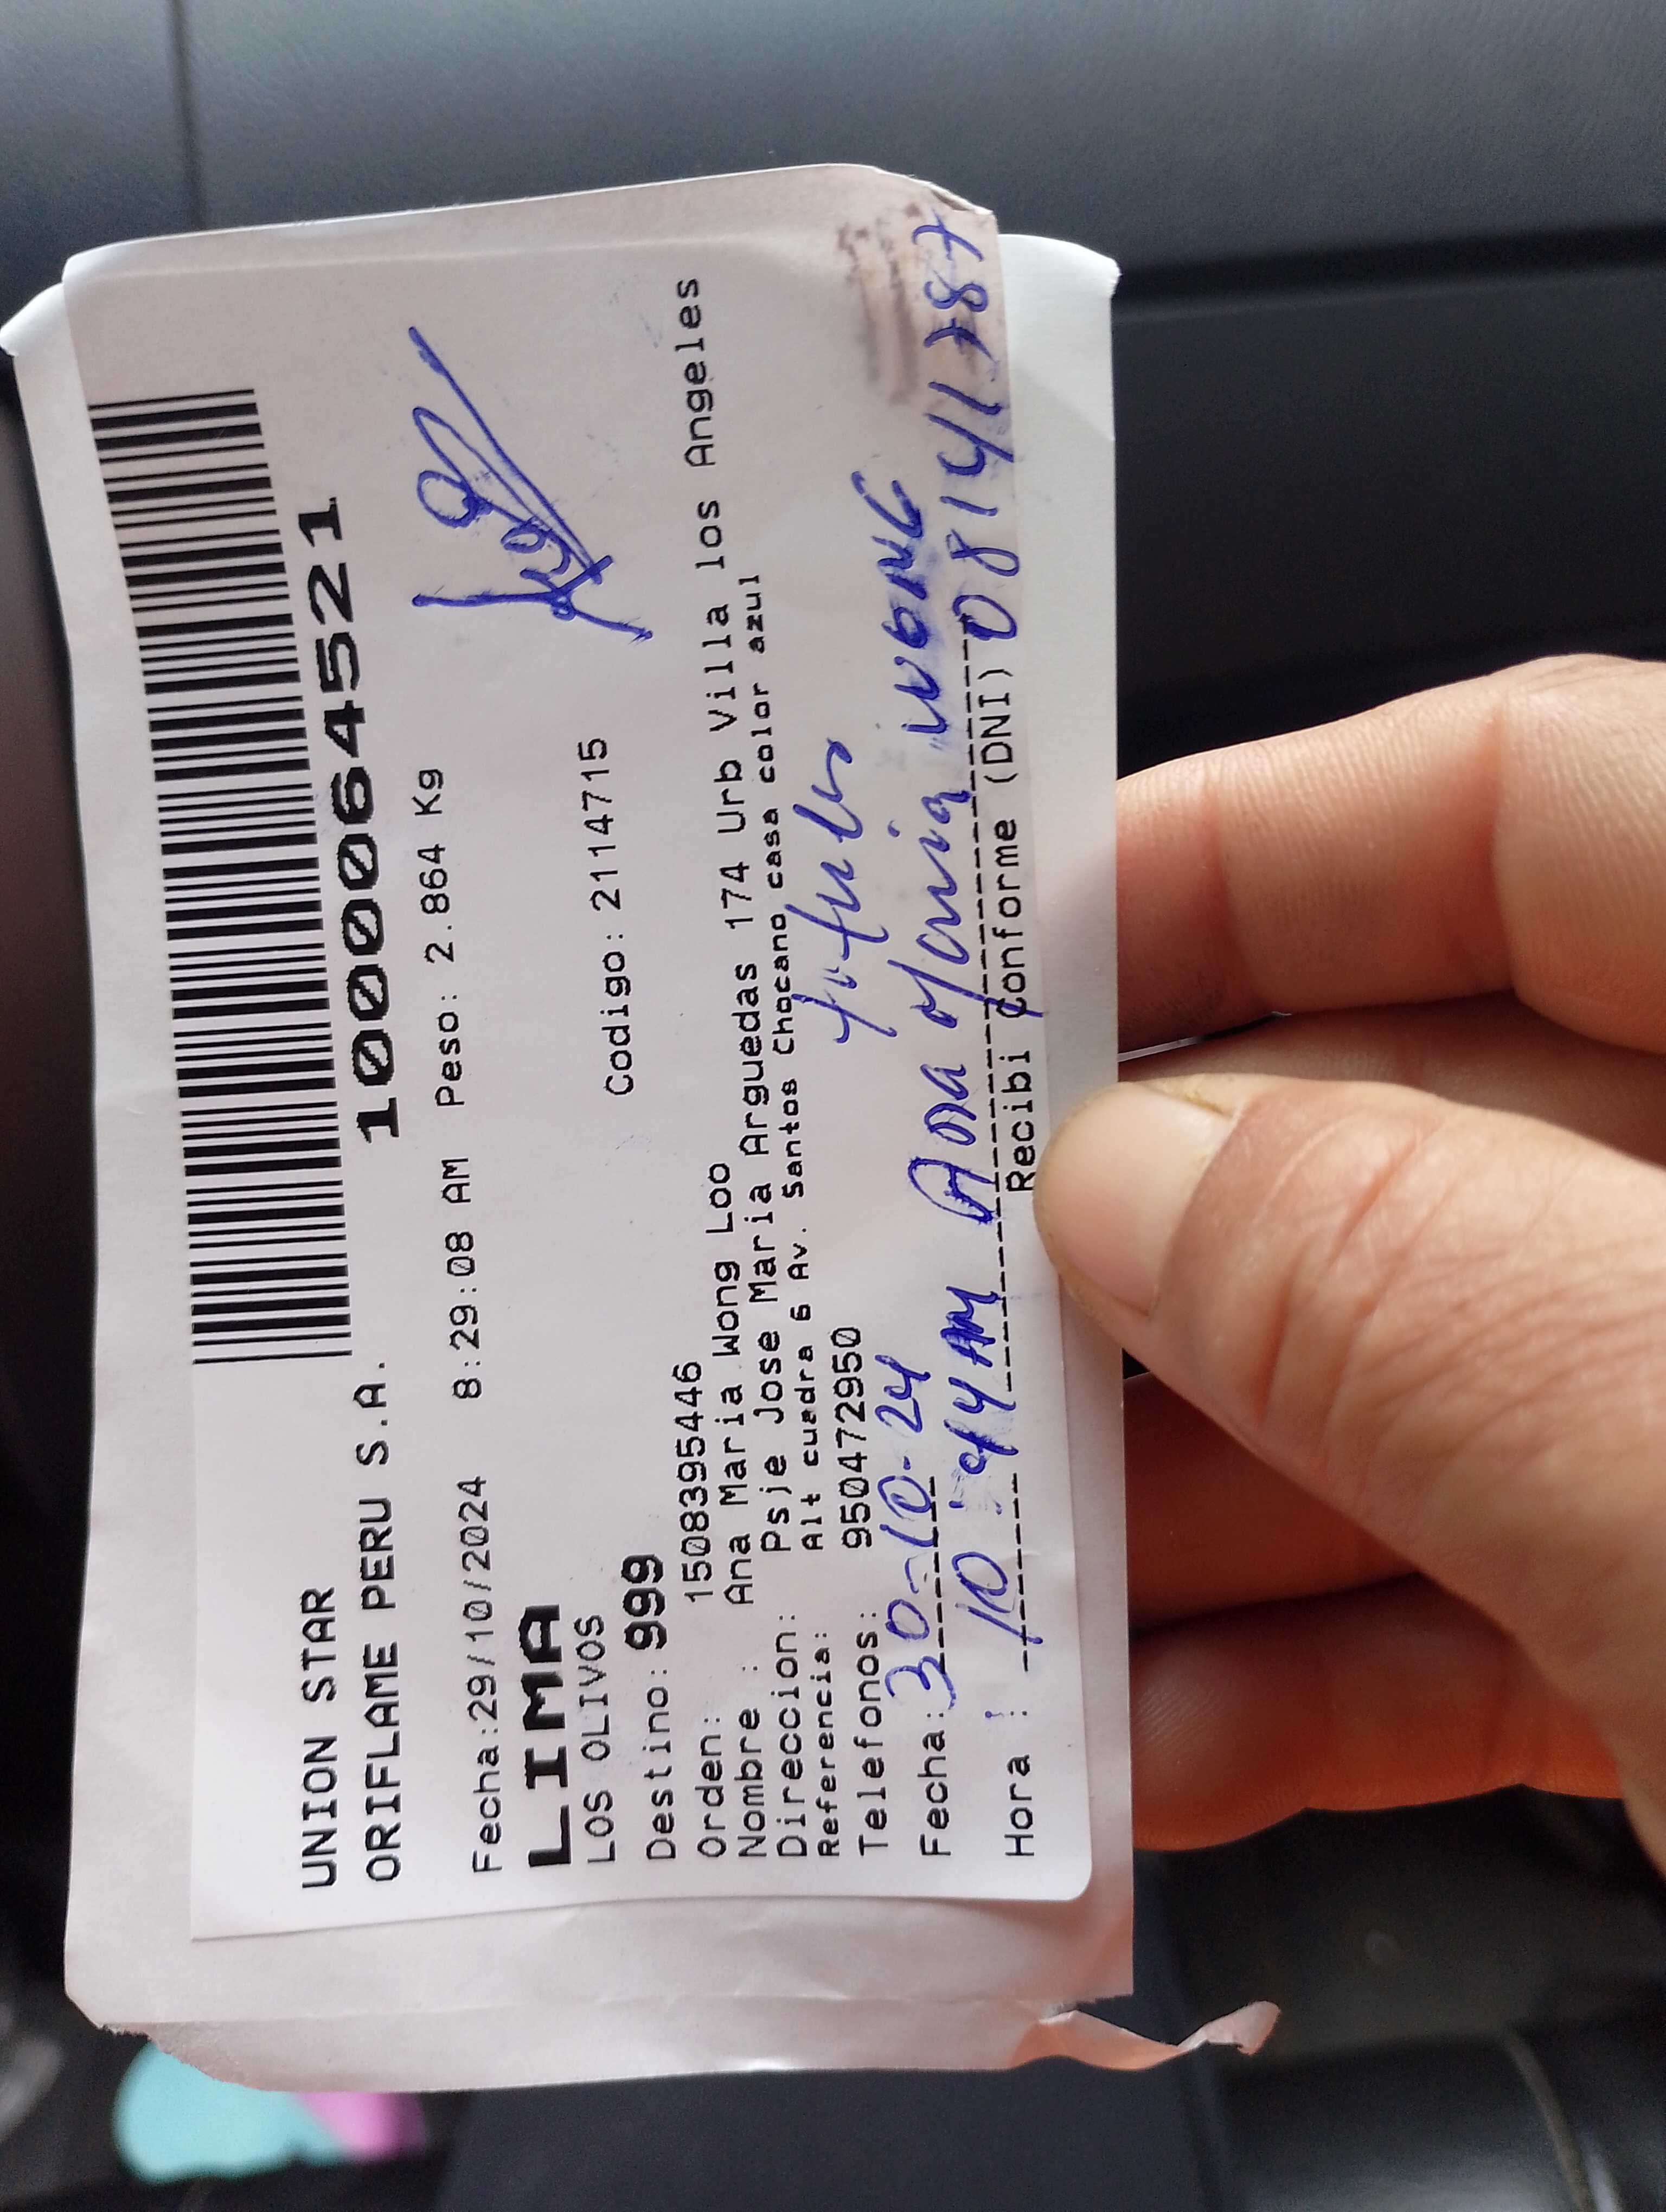 UNION STAR
ORIFLAME PERU S.A.
1000064521
Fecha:29/10/2024 8:29:08 AM Peso: 2.864 Kg
LIMA
LOS OLIVOS
Destino: 999 Codigo: 2114715
Orden: 1508395446
Nombre : Ana Maria Wong Loo
Direccion: Psje Jose Maria Arguedas 174 Urb Villa los Angeles
Referencia: Alt cuadra 6 Av. Santos Chocano casa color azul
Telefonos: 950472950
titular
Fecha: 30-10-24 Ana Maria WONG
Hora : 10:44 AM 08141787
Recibi Conforme (DNI)